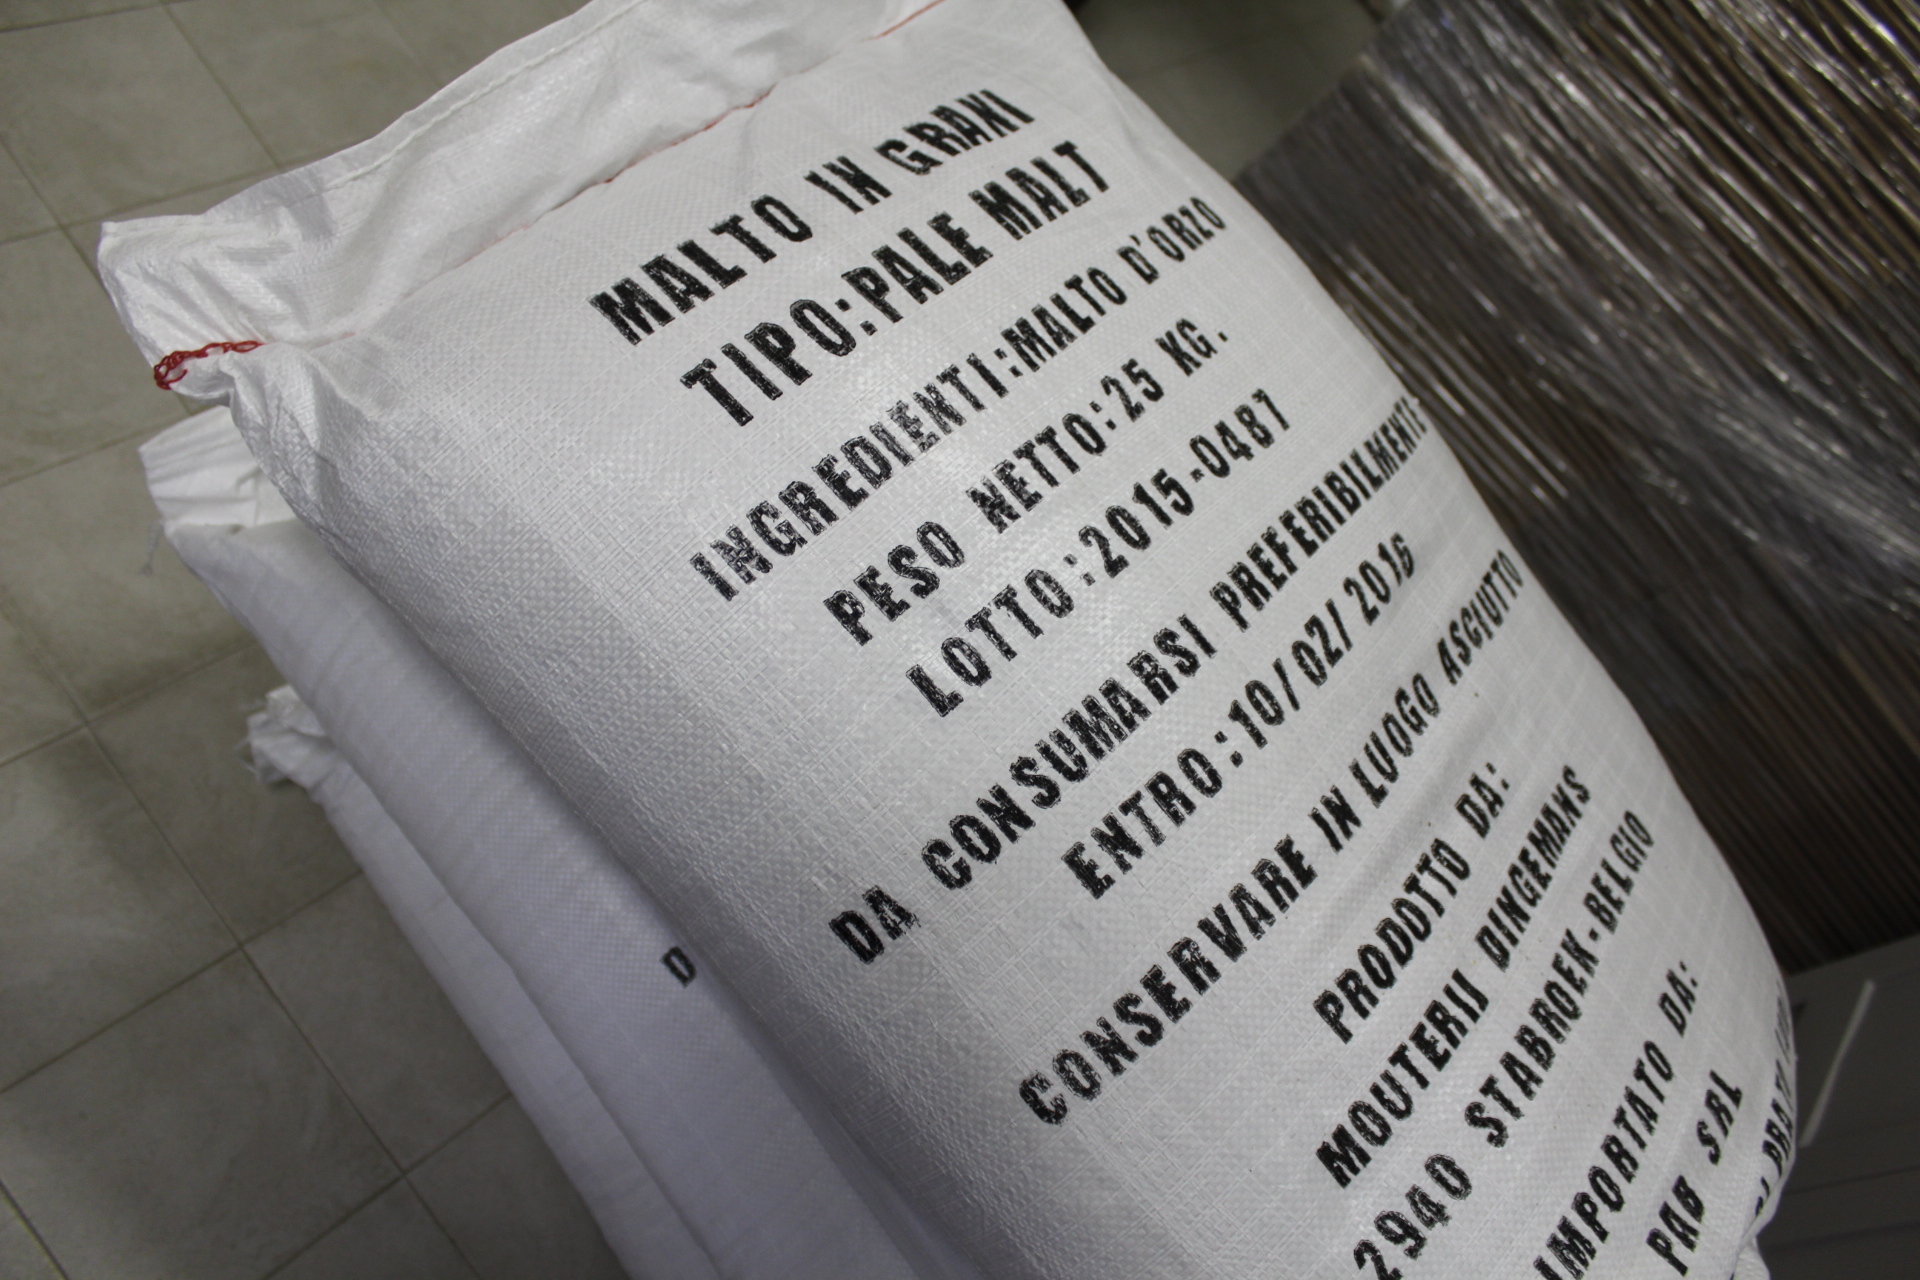 MALTO IN GRANI
TIPO:PALE MALT
INGREDIENTI:MALTO D'ORZO
PESO NETTO:25 KG.
LOTTO:2015-0487
DA CONSUMARSI PREFERIBILMENTE
ENTRO:10/02/2016
CONSERVARE IN LUOGO ASCIUTTO
PRODOTTO DA:
MOUTERIJ DINGEMANS
2940 STABROEK-BELGIO
IMPORTATO DA:
PAB SRL
D